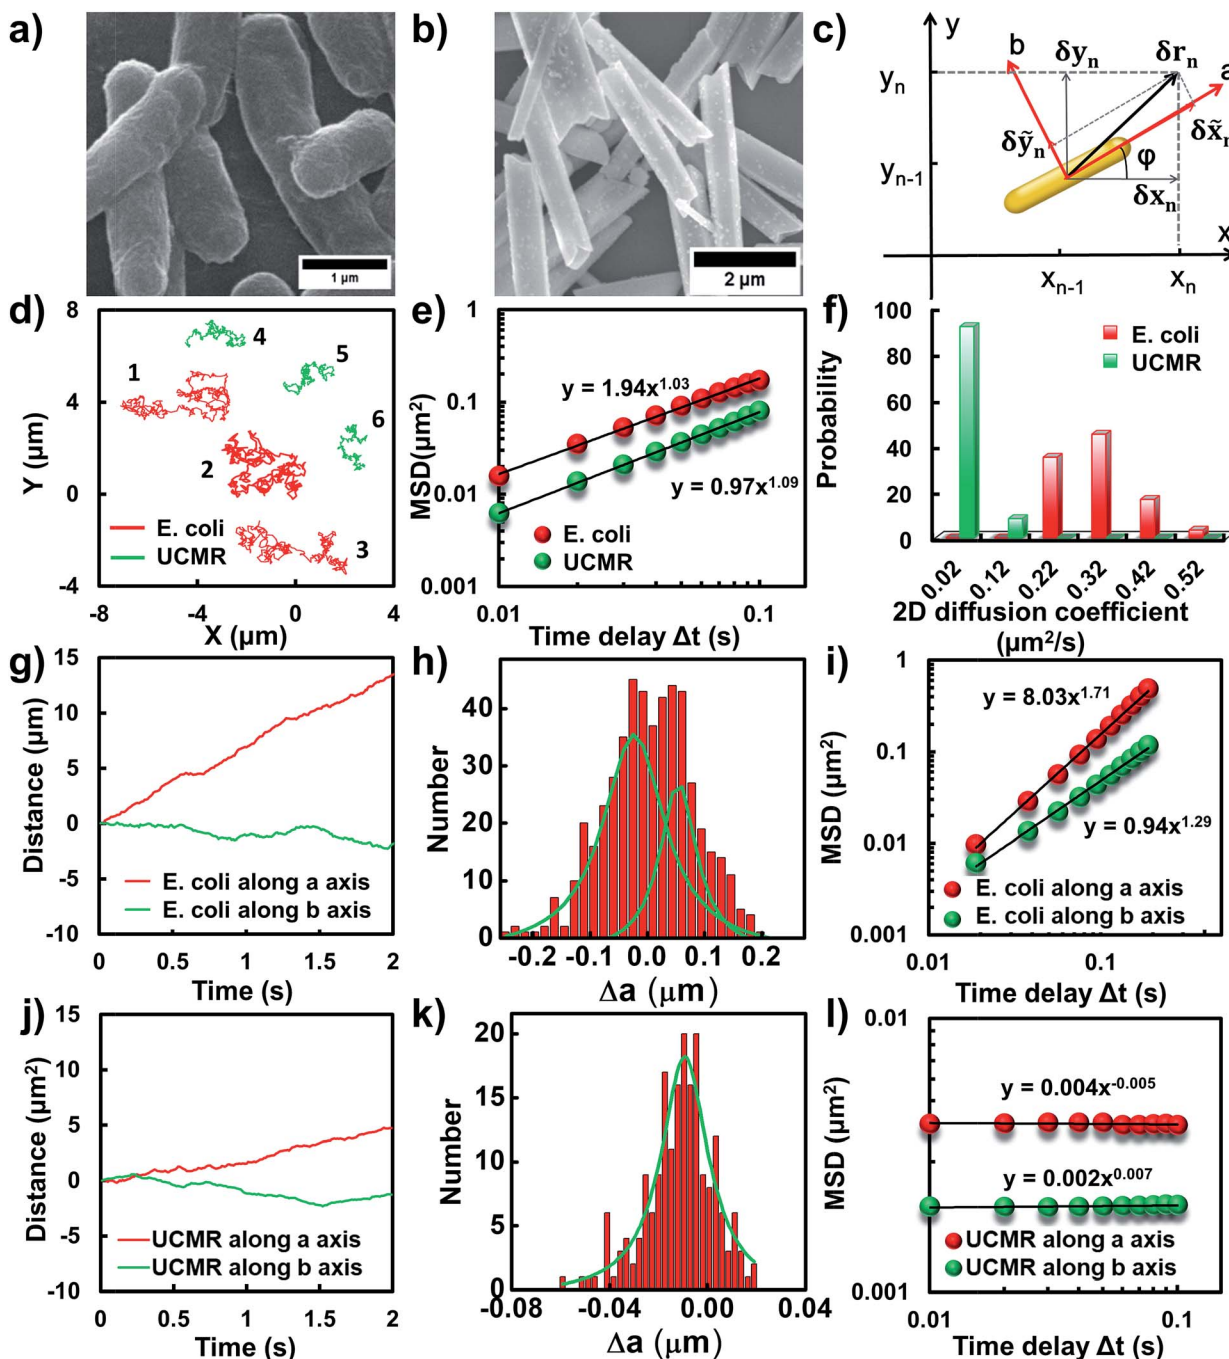 a)
1 µm
b)
2 µm
c)
y
b
δyₙ
δrₙ
a
yₙ
δỹₙ
δx̃ₙ
φ
yₙ₋₁
δxₙ
x
xₙ₋₁
xₙ
d)
8
4
0
-4
Y (µm)
1
2
3
4
5
6
E. coli
UCMR
-8
-4
0
4
X (µm)
e)
1
0.1
0.01
0.001
MSD(µm²)
y = 1.94x^1.03
y = 0.97x^1.09
E. coli
UCMR
0.01
0.1
Time delay Δt (s)
f)
100
80
60
40
20
0
Probability
E. coli
UCMR
0.02
0.12
0.22
0.32
0.42
0.52
2D diffusion coefficient
(µm²/s)
g)
15
10
5
0
-5
-10
Distance (µm)
E. coli along a axis
E. coli along b axis
0
0.5
1
1.5
2
Time (s)
h)
40
30
20
10
0
Number
-0.2
-0.1
0.0
0.1
0.2
Δa (µm)
i)
1
0.1
0.01
0.001
MSD (µm²)
y = 8.03x^1.71
y = 0.94x^1.29
E. coli along a axis
E. coli along b axis
0.01
0.1
Time delay Δt (s)
j)
15
10
5
0
-5
-10
Distance (µm²)
UCMR along a axis
UCMR along b axis
0
0.5
1
1.5
2
Time (s)
k)
20
15
10
5
0
Number
-0.08
-0.04
0.00
0.04
Δa (µm)
l)
0.01
0.001
MSD (µm²)
y = 0.004x^-0.005
y = 0.002x^0.007
UCMR along a axis
UCMR along b axis
0.01
0.1
Time delay Δt (s)